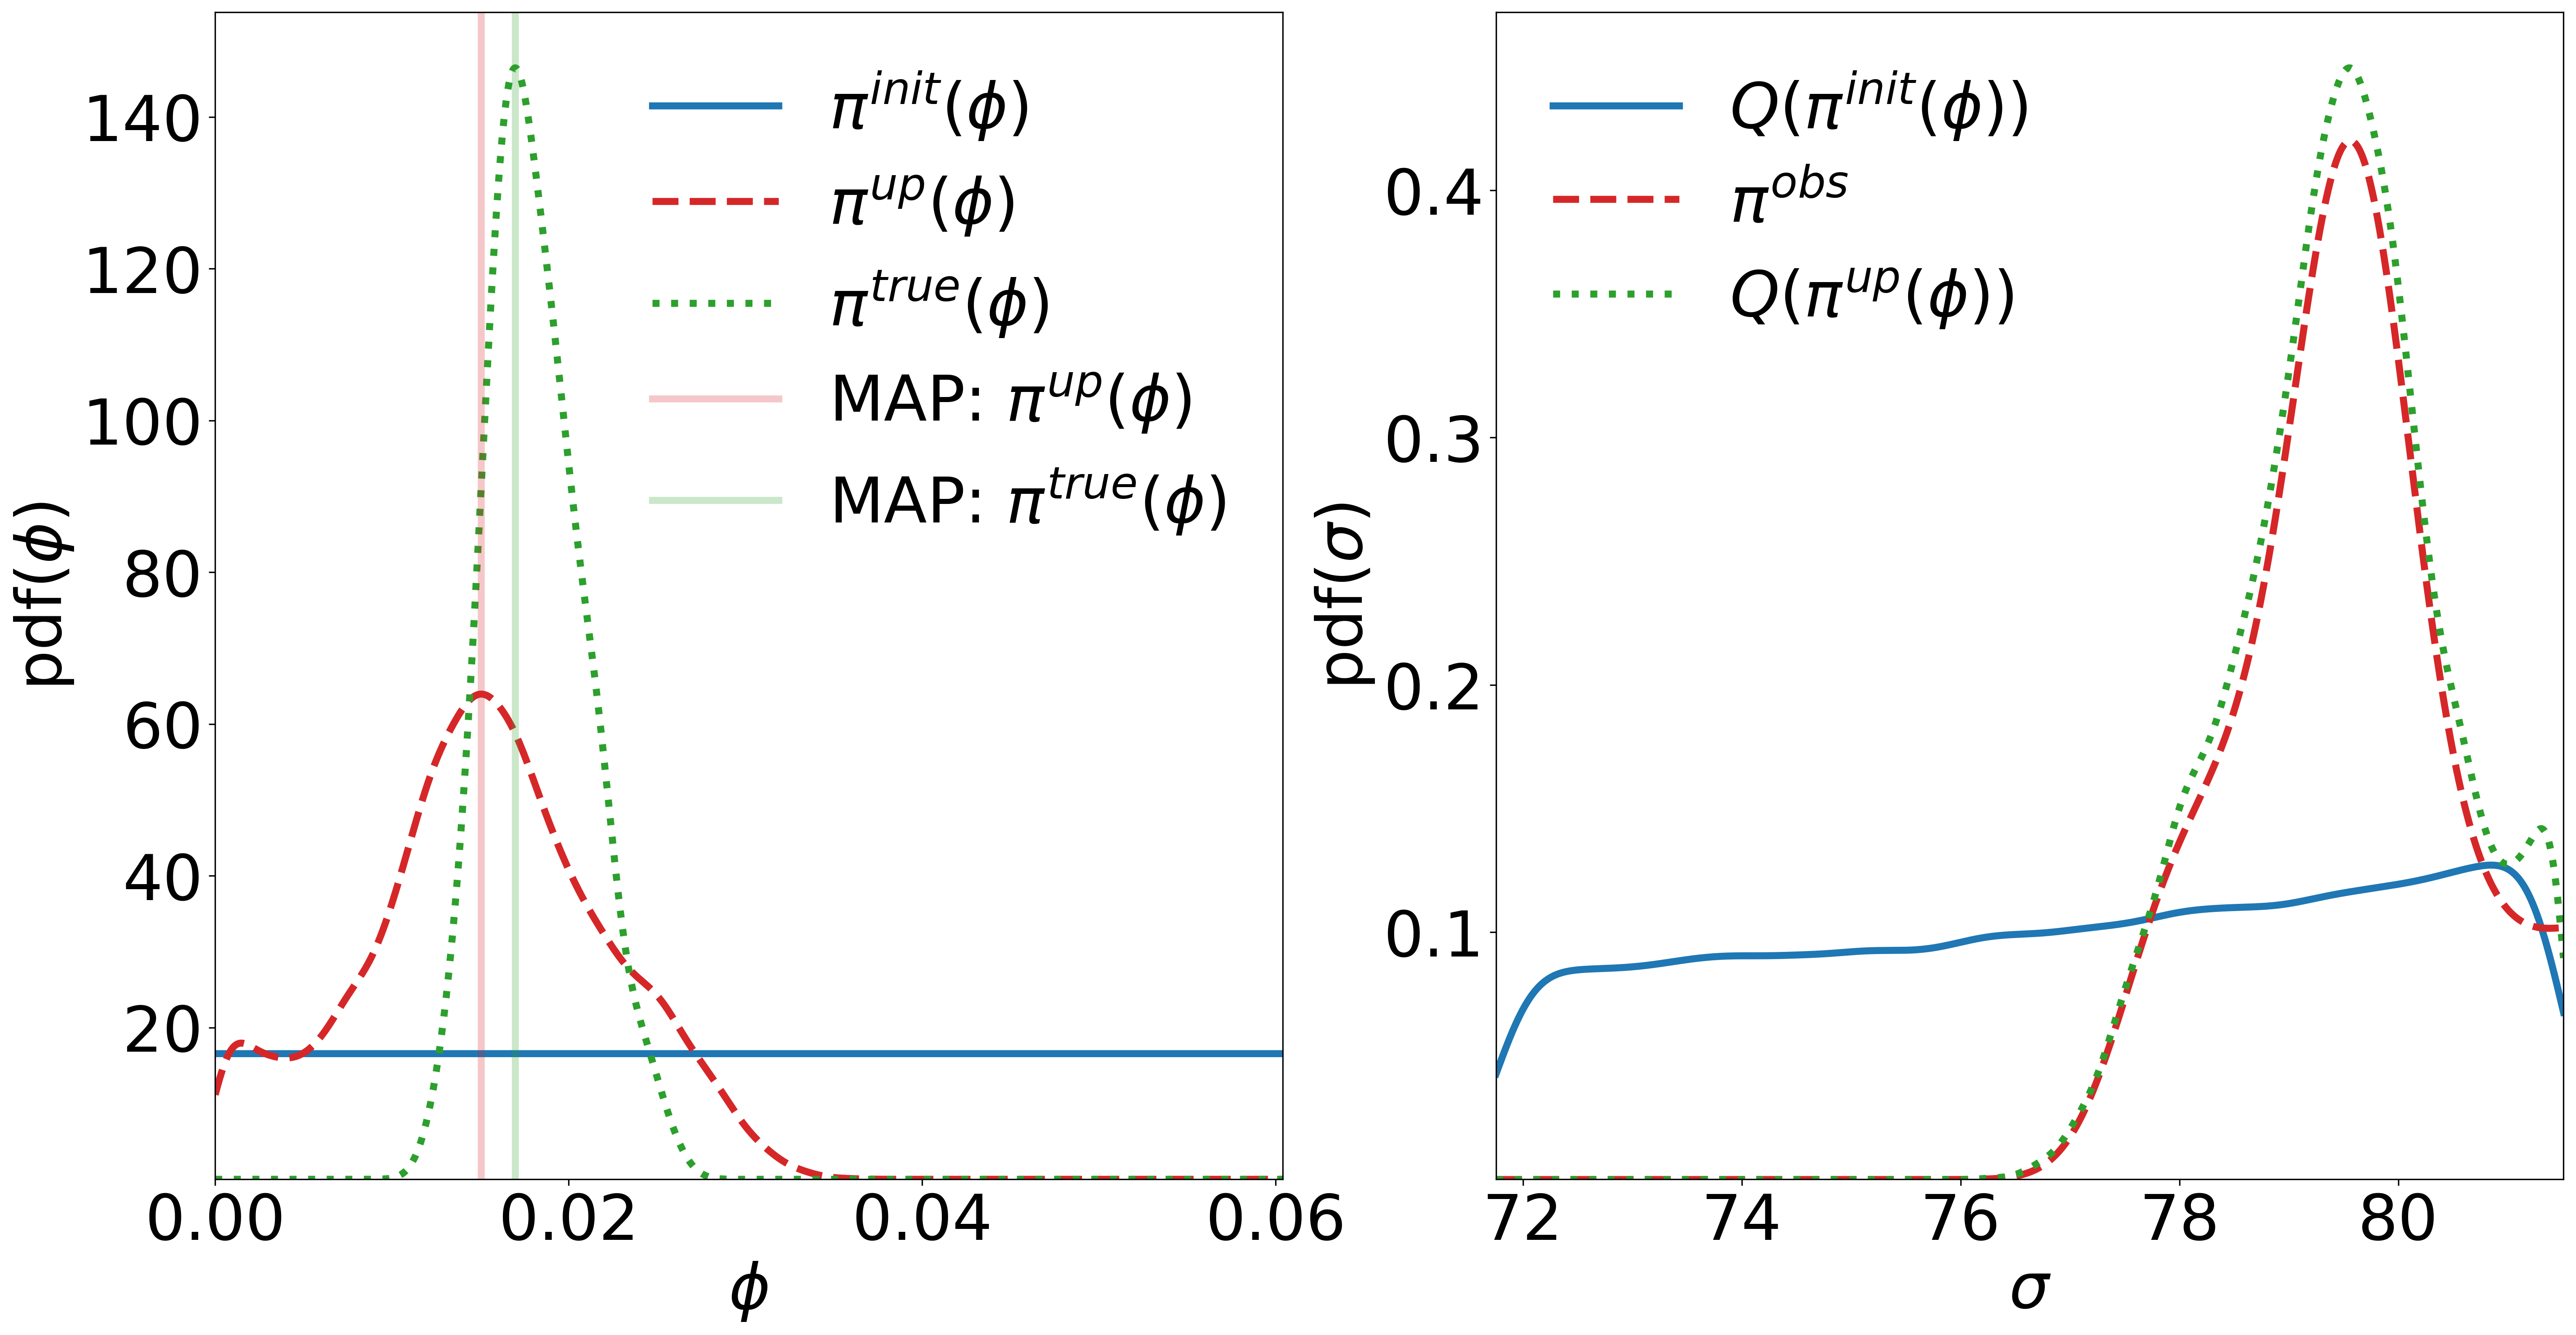 140
120
100
80
60
40
20
pdf(ϕ)
0.00 0.02 0.04 0.06
ϕ
π^{init}(ϕ)
π^{up}(ϕ)
π^{true}(ϕ)
MAP: π^{up}(ϕ)
MAP: π^{true}(ϕ)
0.4
0.3
0.2
0.1
pdf(σ)
72 74 76 78 80
σ
Q(π^{init}(ϕ))
π^{obs}
Q(π^{up}(ϕ))